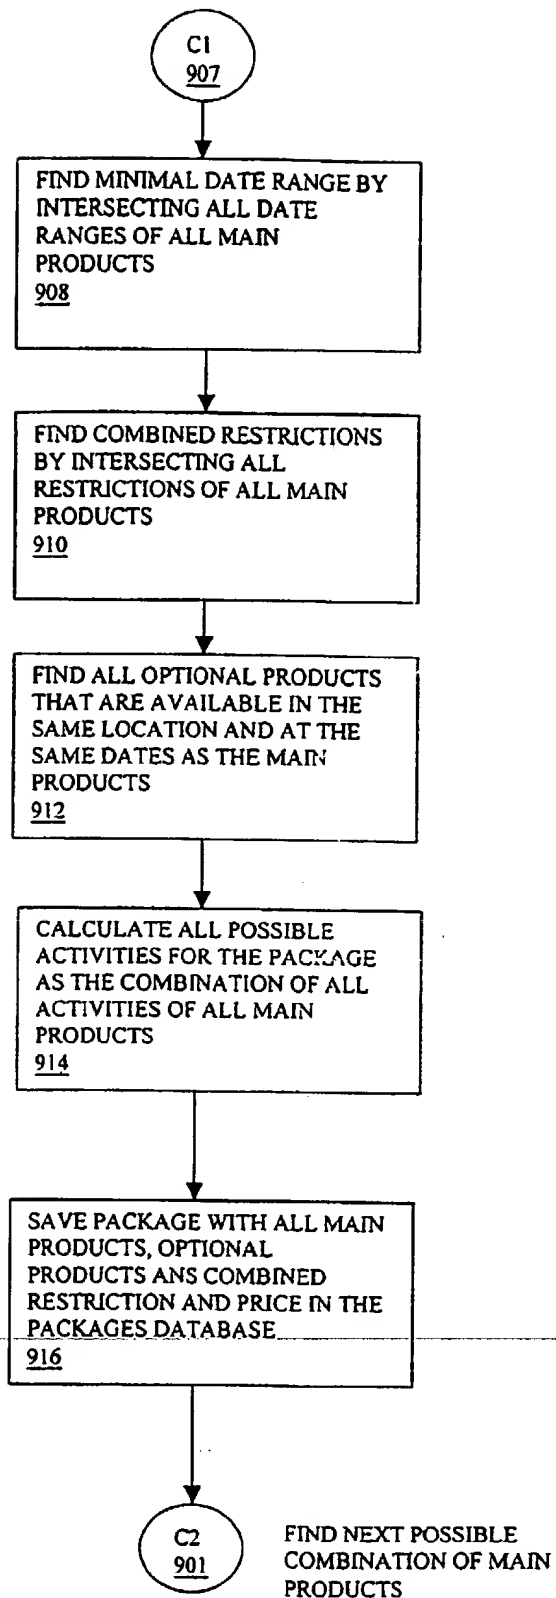 C1
907
FIND MINIMAL DATE RANGE BY
INTERSECTING ALL DATE
RANGES OF ALL MAIN
PRODUCTS
908
FIND COMBINED RESTRICTIONS
BY INTERSECTING ALL
RESTRICTIONS OF ALL MAIN
PRODUCTS
910
FIND ALL OPTIONAL PRODUCTS
THAT ARE AVAILABLE IN THE
SAME LOCATION AND AT THE
SAME DATES AS THE MAIN
PRODUCTS
912
CALCULATE ALL POSSIBLE
ACTIVITIES FOR THE PACKAGE
AS THE COMBINATION OF ALL
ACTIVITIES OF ALL MAIN
PRODUCTS
914
SAVE PACKAGE WITH ALL MAIN
PRODUCTS, OPTIONAL
PRODUCTS ANS COMBINED
RESTRICTION AND PRICE IN THE
PACKAGES DATABASE
916
C2
901
FIND NEXT POSSIBLE
COMBINATION OF MAIN
PRODUCTS